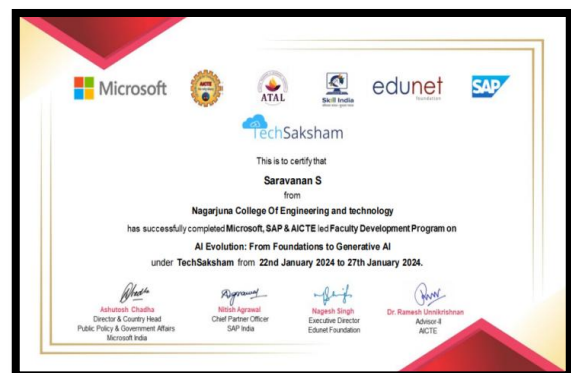 Microsoft
AICTE
ATAL
Skill India
edunet
foundation
SAP
TechSaksham
This is to certify that
Saravanan S
from
Nagarjuna College Of Engineering and technology
has successfully completed Microsoft, SAP & AICTE led Faculty Development Program on
AI Evolution: From Foundations to Generative AI
under TechSaksham from 22nd January 2024 to 27th January 2024.
Ashutosh Chadha
Director & Country Head
Public Policy & Government Affairs
Microsoft India
Nitish Agrawal
Chief Partner Officer
SAP India
Nagesh Singh
Executive Director
Edunet Foundation
Dr. Ramesh Unnikrishnan
Advisor-II
AICTE